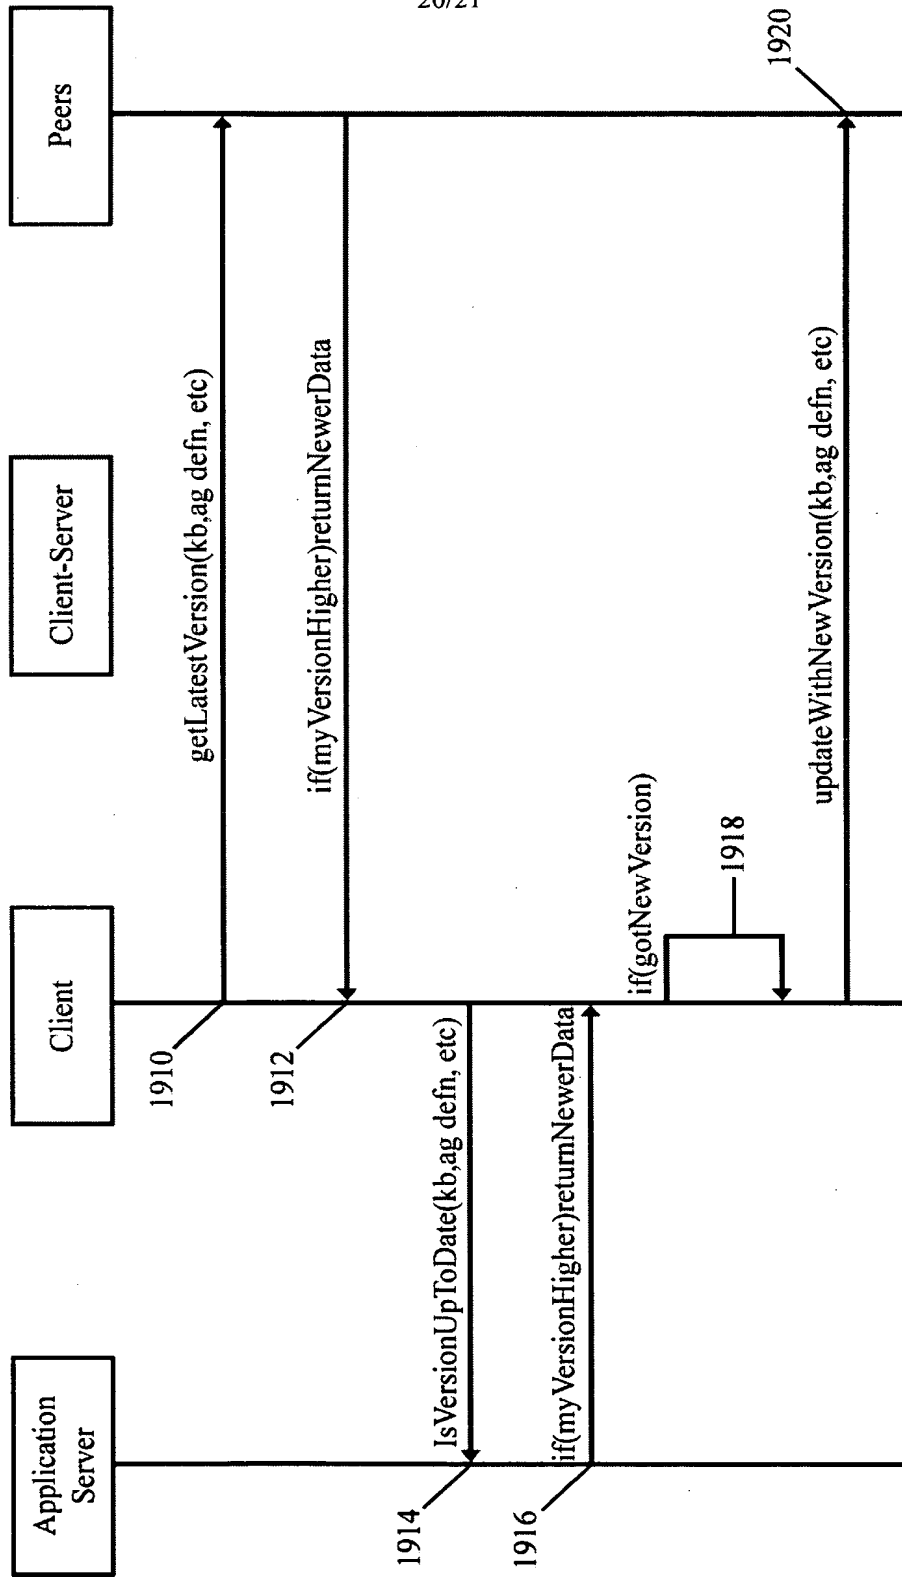 20/21
Application
Server
Client
Client-Server
Peers
getLatestVersion(kb,ag defn, etc)
1910
if(myVersionHigher)returnNewerData
1912
IsVersionUpToDate(kb,ag defn, etc)
1914
if(myVersionHigher)returnNewerData
1916
if(gotNewVersion)
1918
updateWithNewVersion(kb,ag defn, etc)
1920